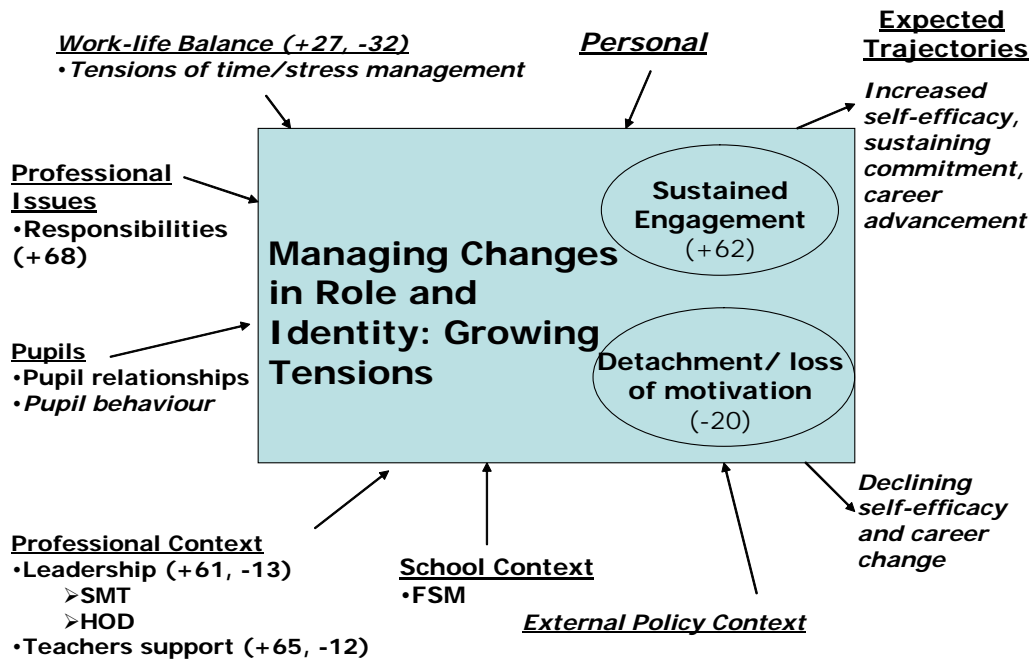 Work-life Balance (+27, -32)
•Tensions of time/stress management
Personal
Expected
Trajectories
Increased
self-efficacy,
sustaining
commitment,
career
advancement
Professional
Issues
•Responsibilities
(+68)
Sustained
Engagement
(+62)
Managing Changes
in Role and
Identity: Growing
Tensions
Pupils
•Pupil relationships
•Pupil behaviour
Detachment/ loss
of motivation
(-20)
Declining
self-efficacy
and career
change
Professional Context
•Leadership (+61, -13)
➢SMT
➢HOD
•Teachers support (+65, -12)
School Context
•FSM
External Policy Context